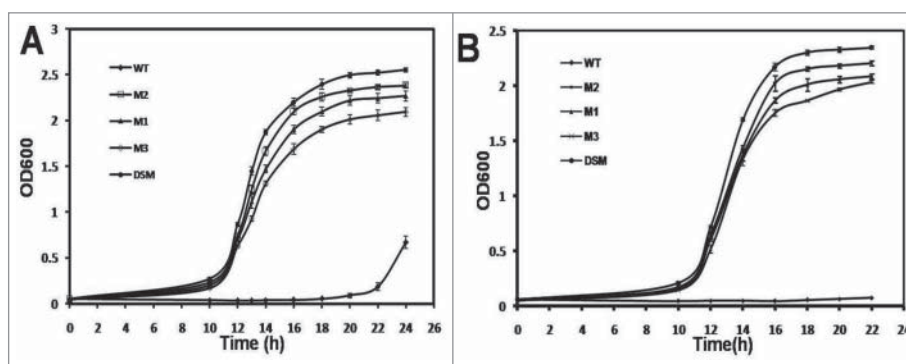 A
3
2.5
2
1.5
1
0.5
0
OD600
WT
M2
M1
M3
DSM
0 2 4 6 8 10 12 14 16 18 20 22 24 26
Time (h)
B
2.5
2
1.5
1
0.5
0
OD600
WT
M2
M1
M3
DSM
0 2 4 6 8 10 12 14 16 18 20 22 24
Time(h)